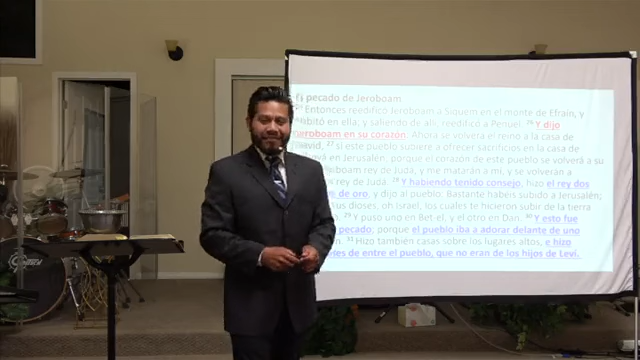 El pecado de Jeroboam
Entonces reedificó Jeroboam a Siquem en el monte de Efraín, y
habitó en ella; y saliendo de allí, reedificó a Penuel. 26 Y dijo
Jeroboam en su corazón: Ahora se volverá el reino a la casa de
David, 27 si este pueblo subiere a ofrecer sacrificios en la casa de
en Jerusalén; porque el corazón de este pueblo se volverá a su
Roboam rey de Judá, y me matarán a mí, y se volverán a
rey de Judá. 28 Y habiendo tenido consejo, hizo el rey dos
de oro, y dijo al pueblo: Bastante habéis subido a Jerusalén;
tus dioses, oh Israel, los cuales te hicieron subir de la tierra
29 Y puso uno en Bet-el, y el otro en Dan. 30 Y esto fue
pecado; porque el pueblo iba a adorar delante de uno
31 Hizo también casas sobre los lugares altos, e hizo
de entre el pueblo, que no eran de los hijos de Leví.